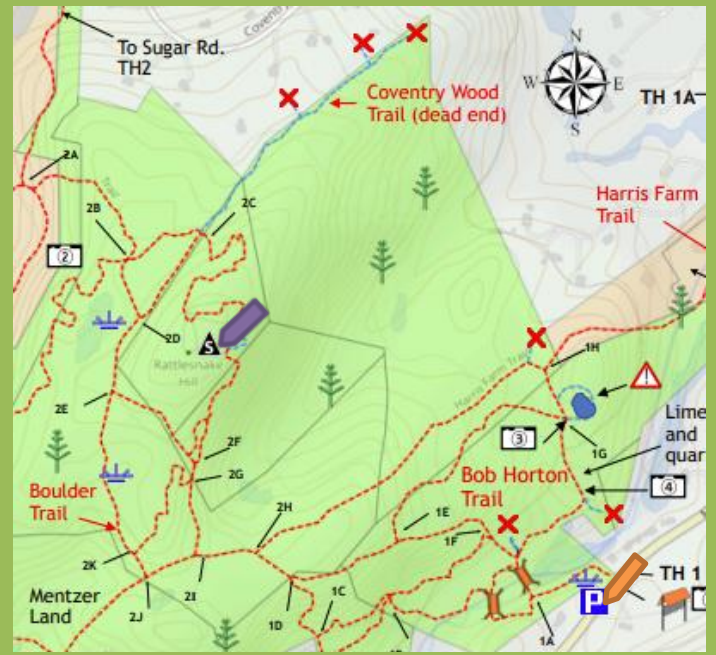 Coventry
To Sugar Rd.
TH2
N
W
E
S
Coventry Wood
Trail (dead end)
TH 1A
2A
Trail
Harris Farm
Trail
2B
2C
②
2D
S
Rattlesnake
Hill
Harris Farm Trail
1H
2E
Lime
and
quar
③
1G
2F
Boulder
Trail
2G
Bob Horton
Trail
④
2H
1E
1F
2K
TH 1
Mentzer
Land
2I
1C
P
2J
1D
1A